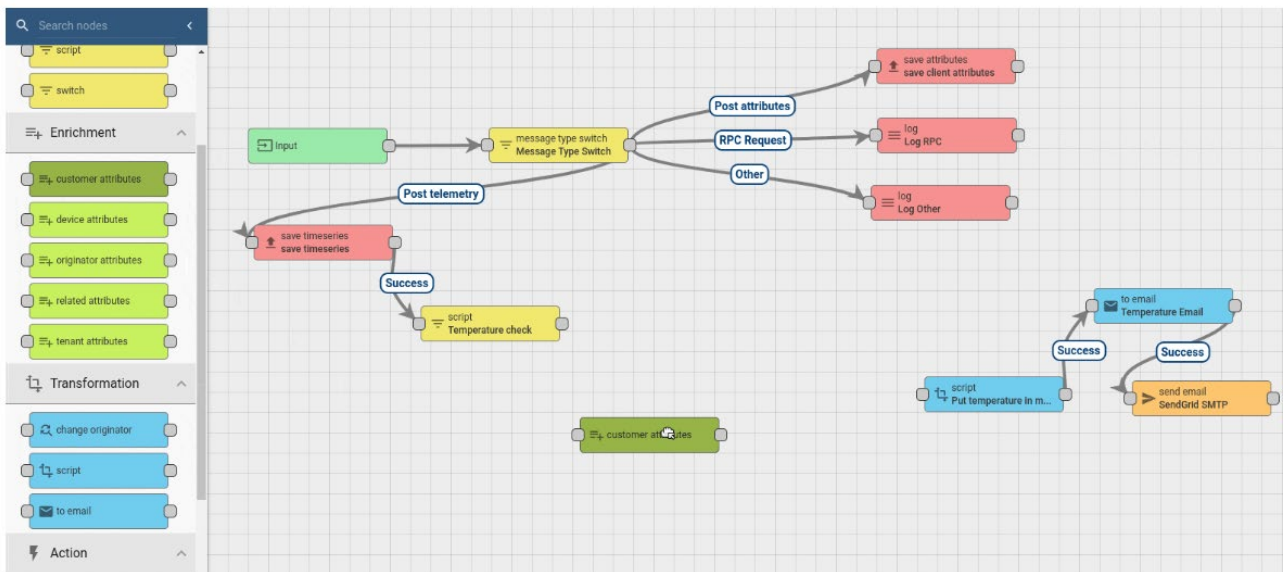 Search nodes
script
switch
Enrichment
customer attributes
device attributes
originator attributes
related attributes
tenant attributes
Transformation
change originator
script
to email
Action
Input
message type switch
Message Type Switch
Post attributes
RPC Request
Other
Post telemetry
save attributes
save client attributes
log
Log RPC
log
Log Other
save timeseries
save timeseries
Success
script
Temperature check
customer attributes
script
Put temperature in m...
Success
to email
Temperature Email
Success
send email
SendGrid SMTP